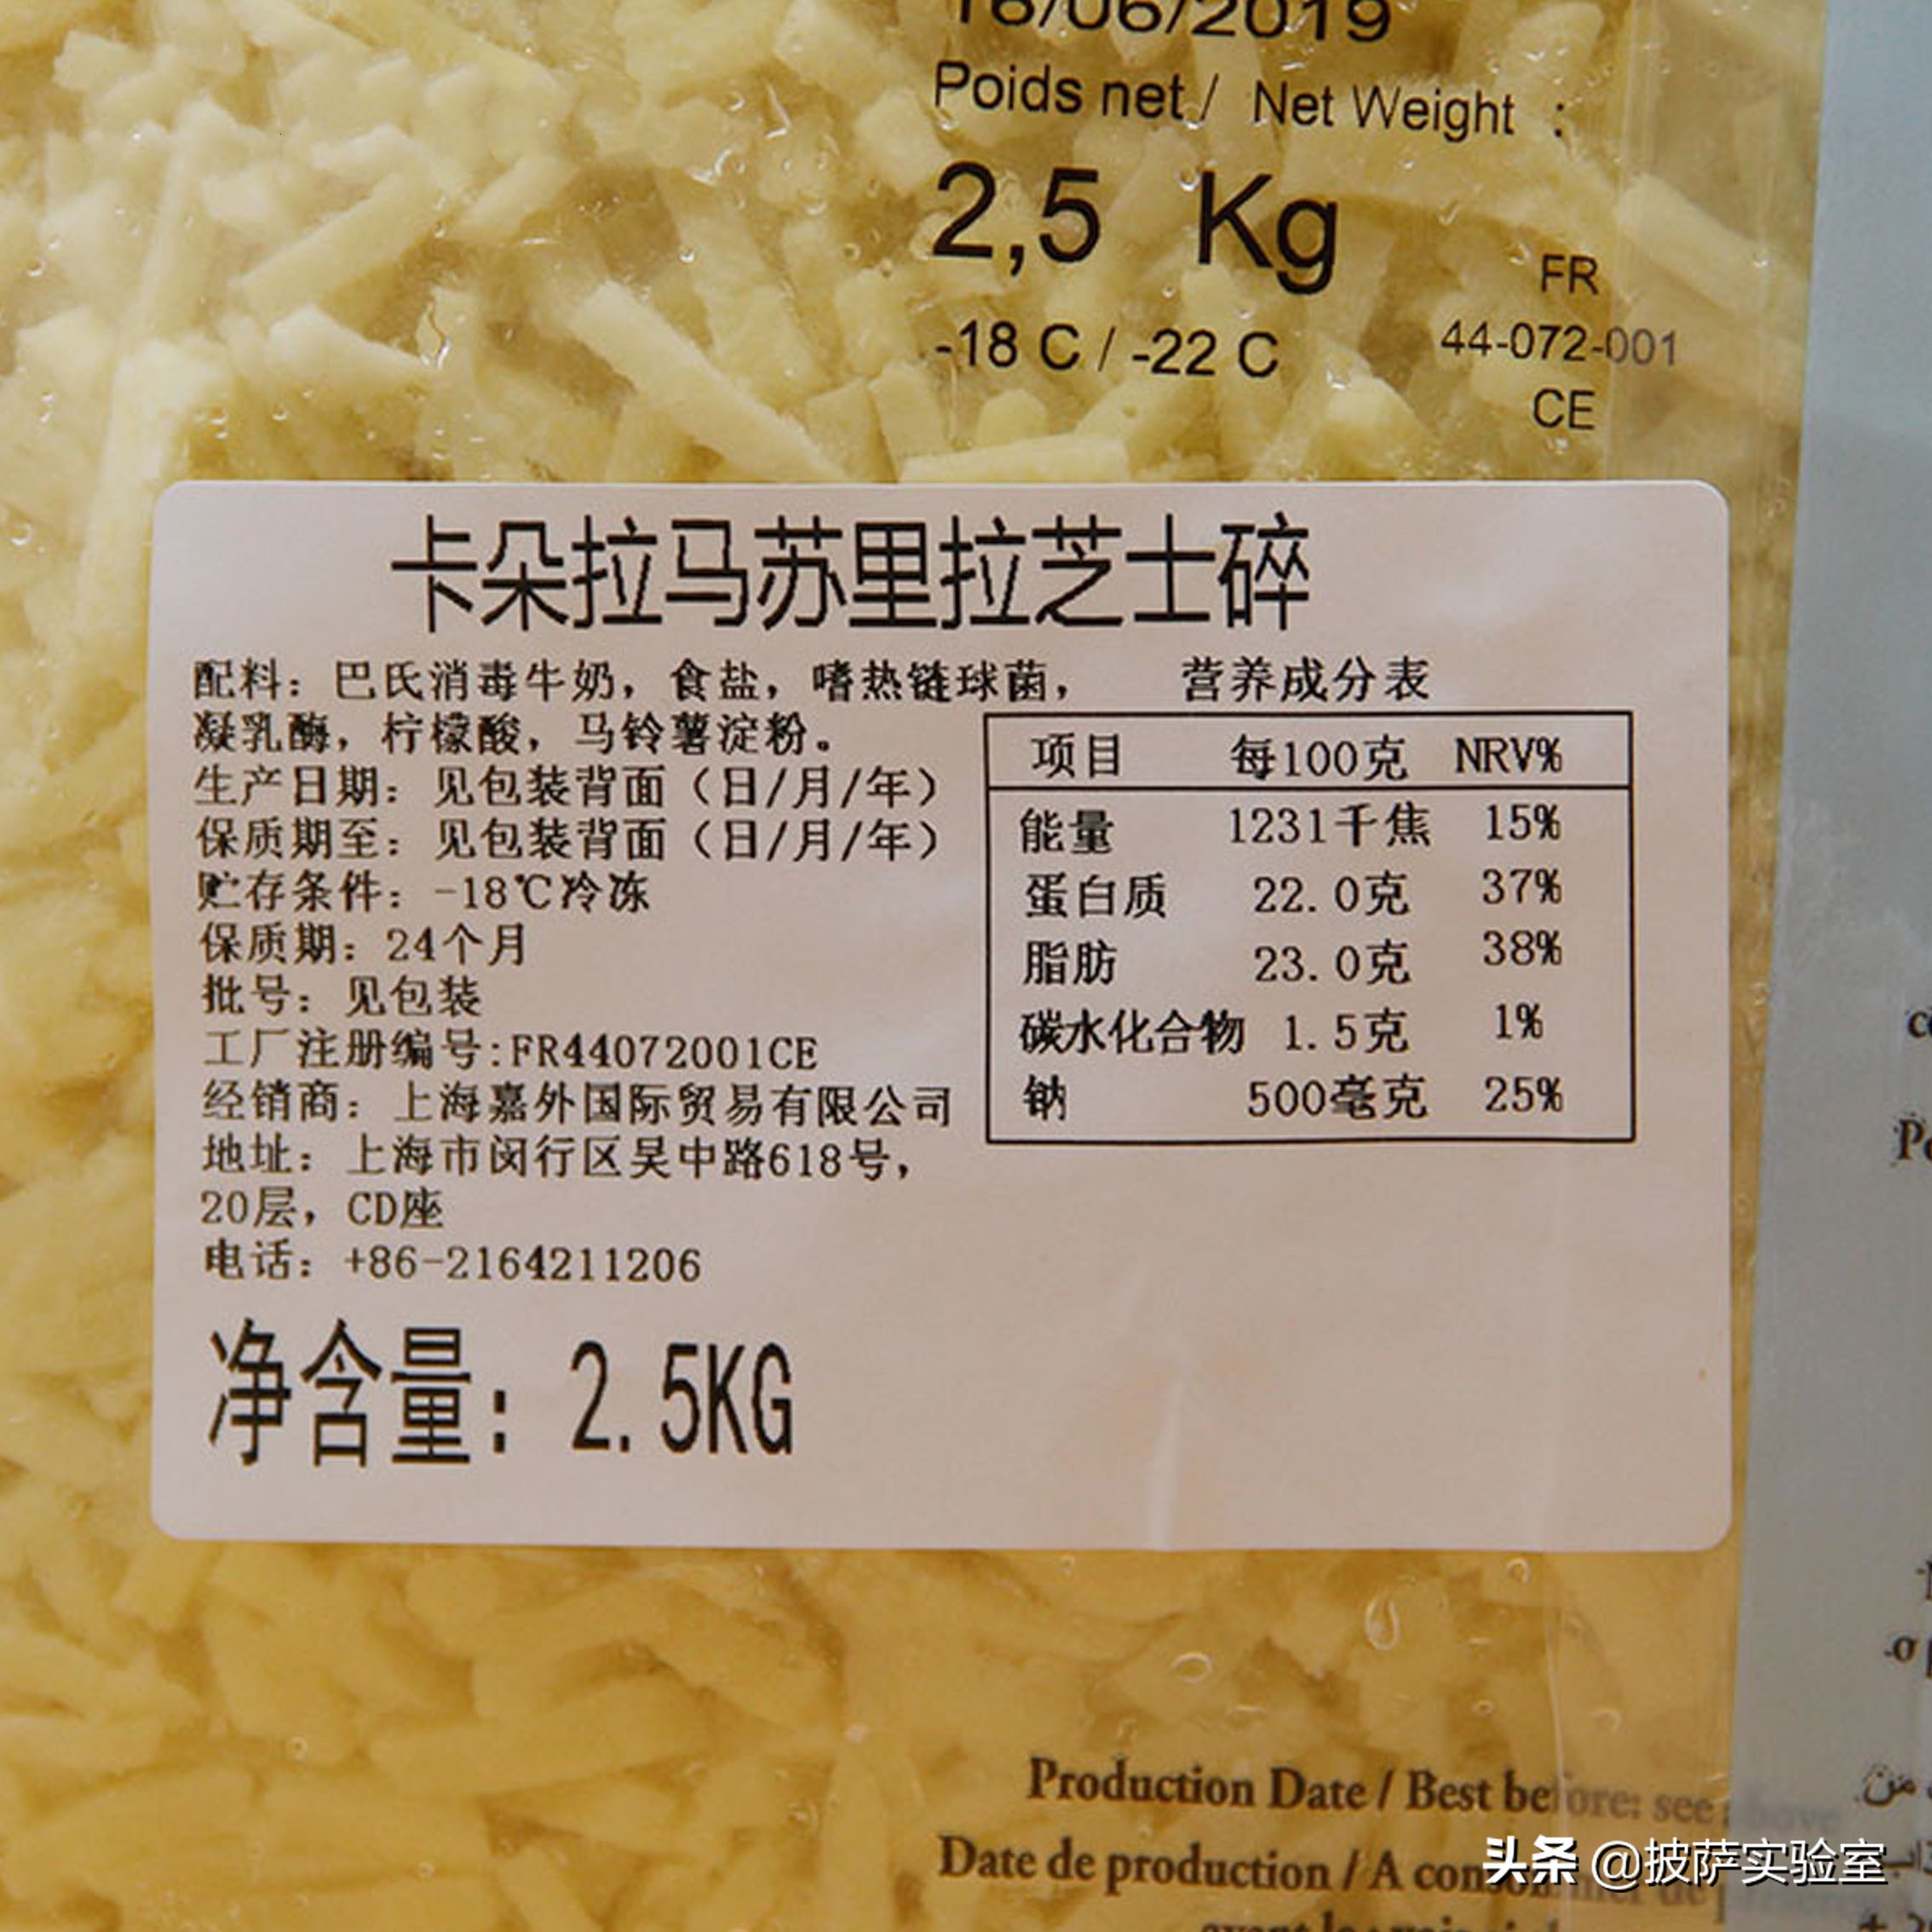 16/06/2019
Poids net / Net Weight :
2,5 Kg
-18 C / -22 C
FR
44-072-001
CE
卡朵拉马苏里拉芝士碎
配料：巴氏消毒牛奶，食盐，嗜热链球菌，
凝乳酶，柠檬酸，马铃薯淀粉。
生产日期：见包装背面（日/月/年）
保质期至：见包装背面（日/月/年）
贮存条件：-18℃冷冻
保质期：24个月
批号：见包装
工厂注册编号:FR44072001CE
经销商：上海嘉外国际贸易有限公司
地址：上海市闵行区吴中路618号，
20层，CD座
电话：+86-2164211206
净含量：2.5KG
营养成分表
项目 每100克 NRV%
能量 1231千焦 15%
蛋白质 22.0克 37%
脂肪 23.0克 38%
碳水化合物 1.5克 1%
钠 500毫克 25%
Production Date / Best before: see above
Date de production / A consommer de
头条 @披萨实验室